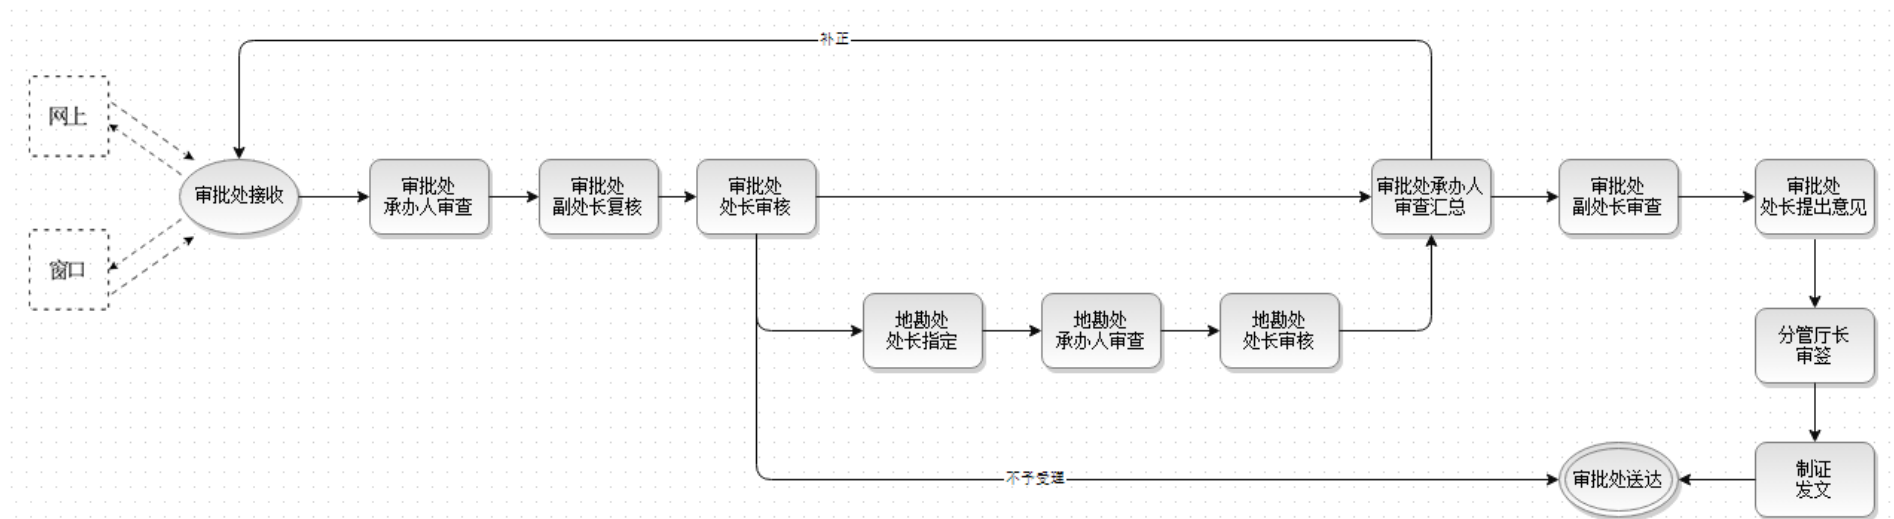 补正
网上
审批处接收
审批处
承办人审查
审批处
副处长复核
审批处
处长审核
审批处承办人
审查汇总
审批处
副处长审查
审批处
处长提出意见
窗口
地勘处
处长指定
地勘处
承办人审查
地勘处
处长审核
分管厅长
审签
不予受理
审批处送达
制证
发文